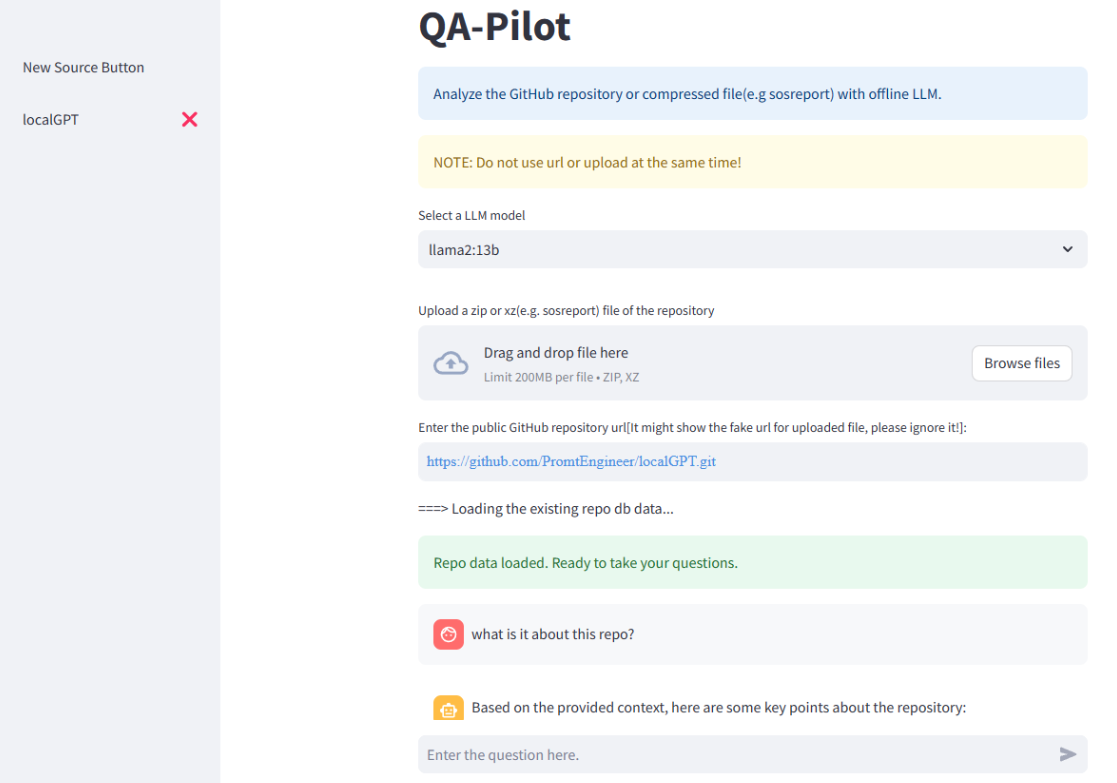 QA-Pilot
New Source Button
localGPT
Analyze the GitHub repository or compressed file(e.g sosreport) with offline LLM.
NOTE: Do not use url or upload at the same time!
Select a LLM model
llama2:13b
Upload a zip or xz(e.g. sosreport) file of the repository
Drag and drop file here
Limit 200MB per file • ZIP, XZ
Browse files
Enter the public GitHub repository url[It might show the fake url for uploaded file, please ignore it!]:
https://github.com/PromtEngineer/localGPT.git
===> Loading the existing repo db data...
Repo data loaded. Ready to take your questions.
what is it about this repo?
Based on the provided context, here are some key points about the repository:
Enter the question here.